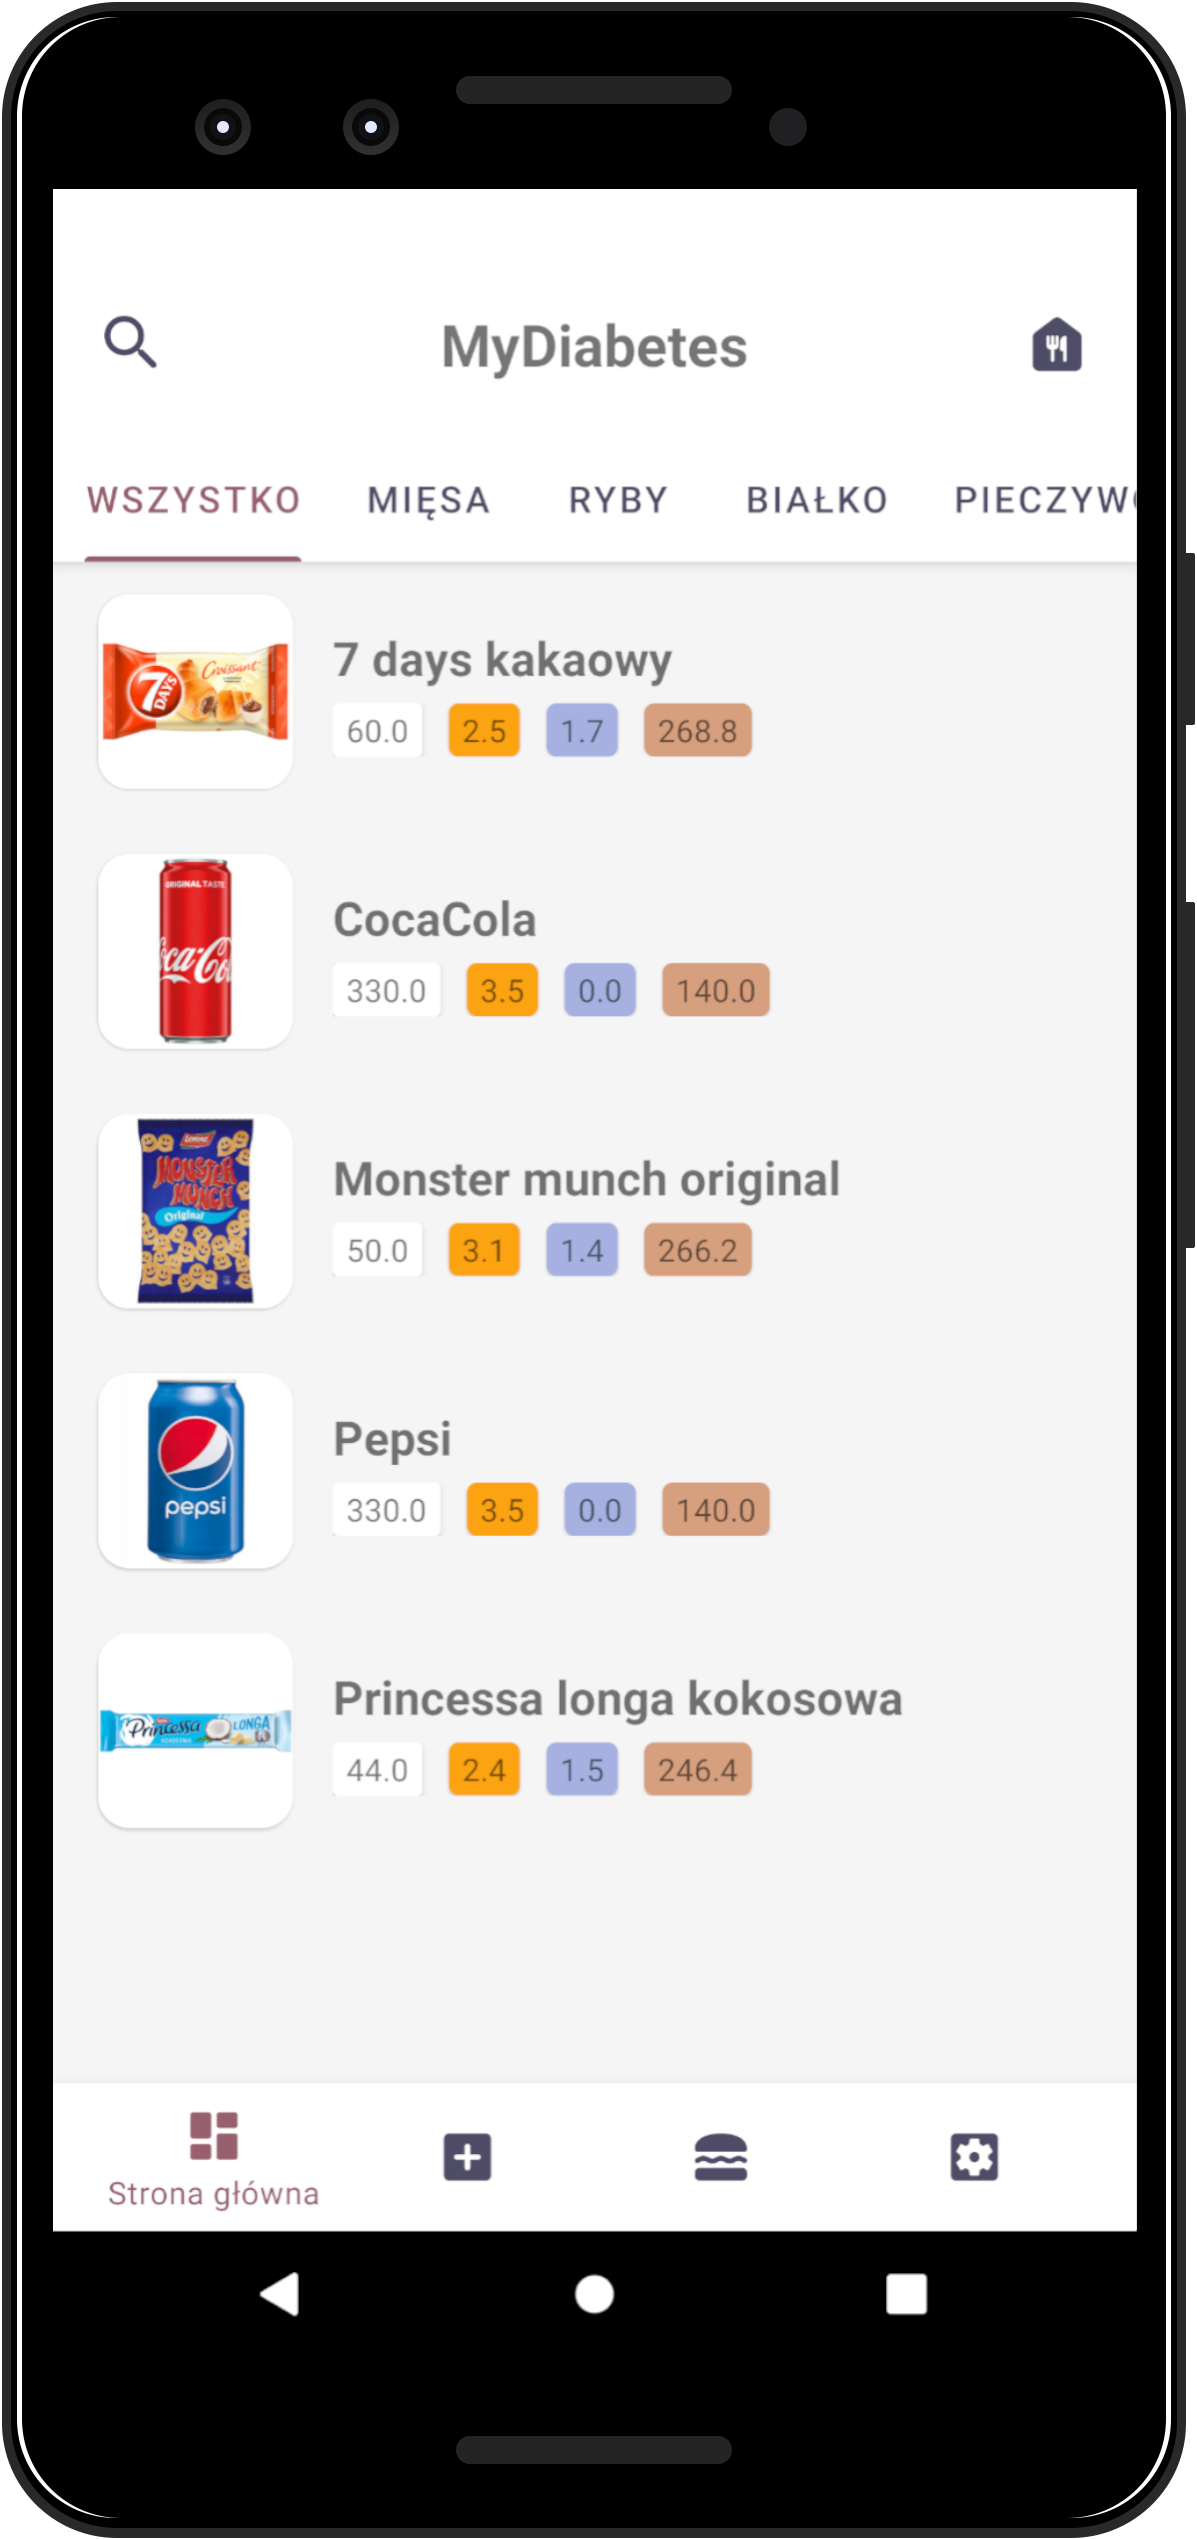 MyDiabetes
WSZYSTKO MIĘSA RYBY BIAŁKO PIECZYWO
7 DAYS Croissant
7 days kakaowy
60.0 2.5 1.7 268.8
ORIGINAL TASTE
Coca-Cola
CocaCola
330.0 3.5 0.0 140.0
Lorenz
MONSTER
MUNCH
Original
Monster munch original
50.0 3.1 1.4 266.2
pepsi
Pepsi
330.0 3.5 0.0 140.0
Princessa LONGA
KOKOSOWA
Princessa longa kokosowa
44.0 2.4 1.5 246.4
Strona główna